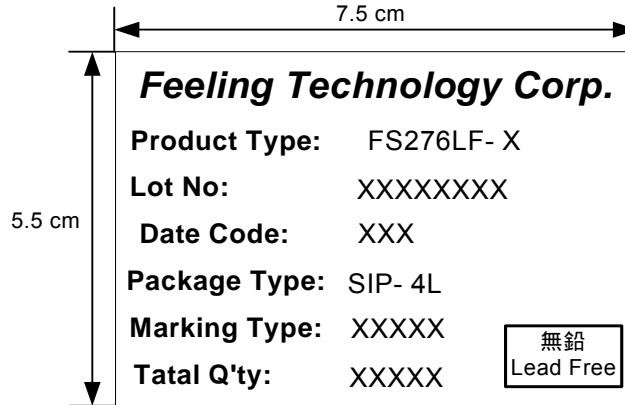 7.5 cm
Feeling Technology Corp.
Product Type: FS276LF- X
Lot No: XXXXXXXX
5.5 cm
Date Code: XXX
Package Type: SIP- 4L
Marking Type: XXXXX
無鉛
Lead Free
Tatal Q'ty: XXXXX